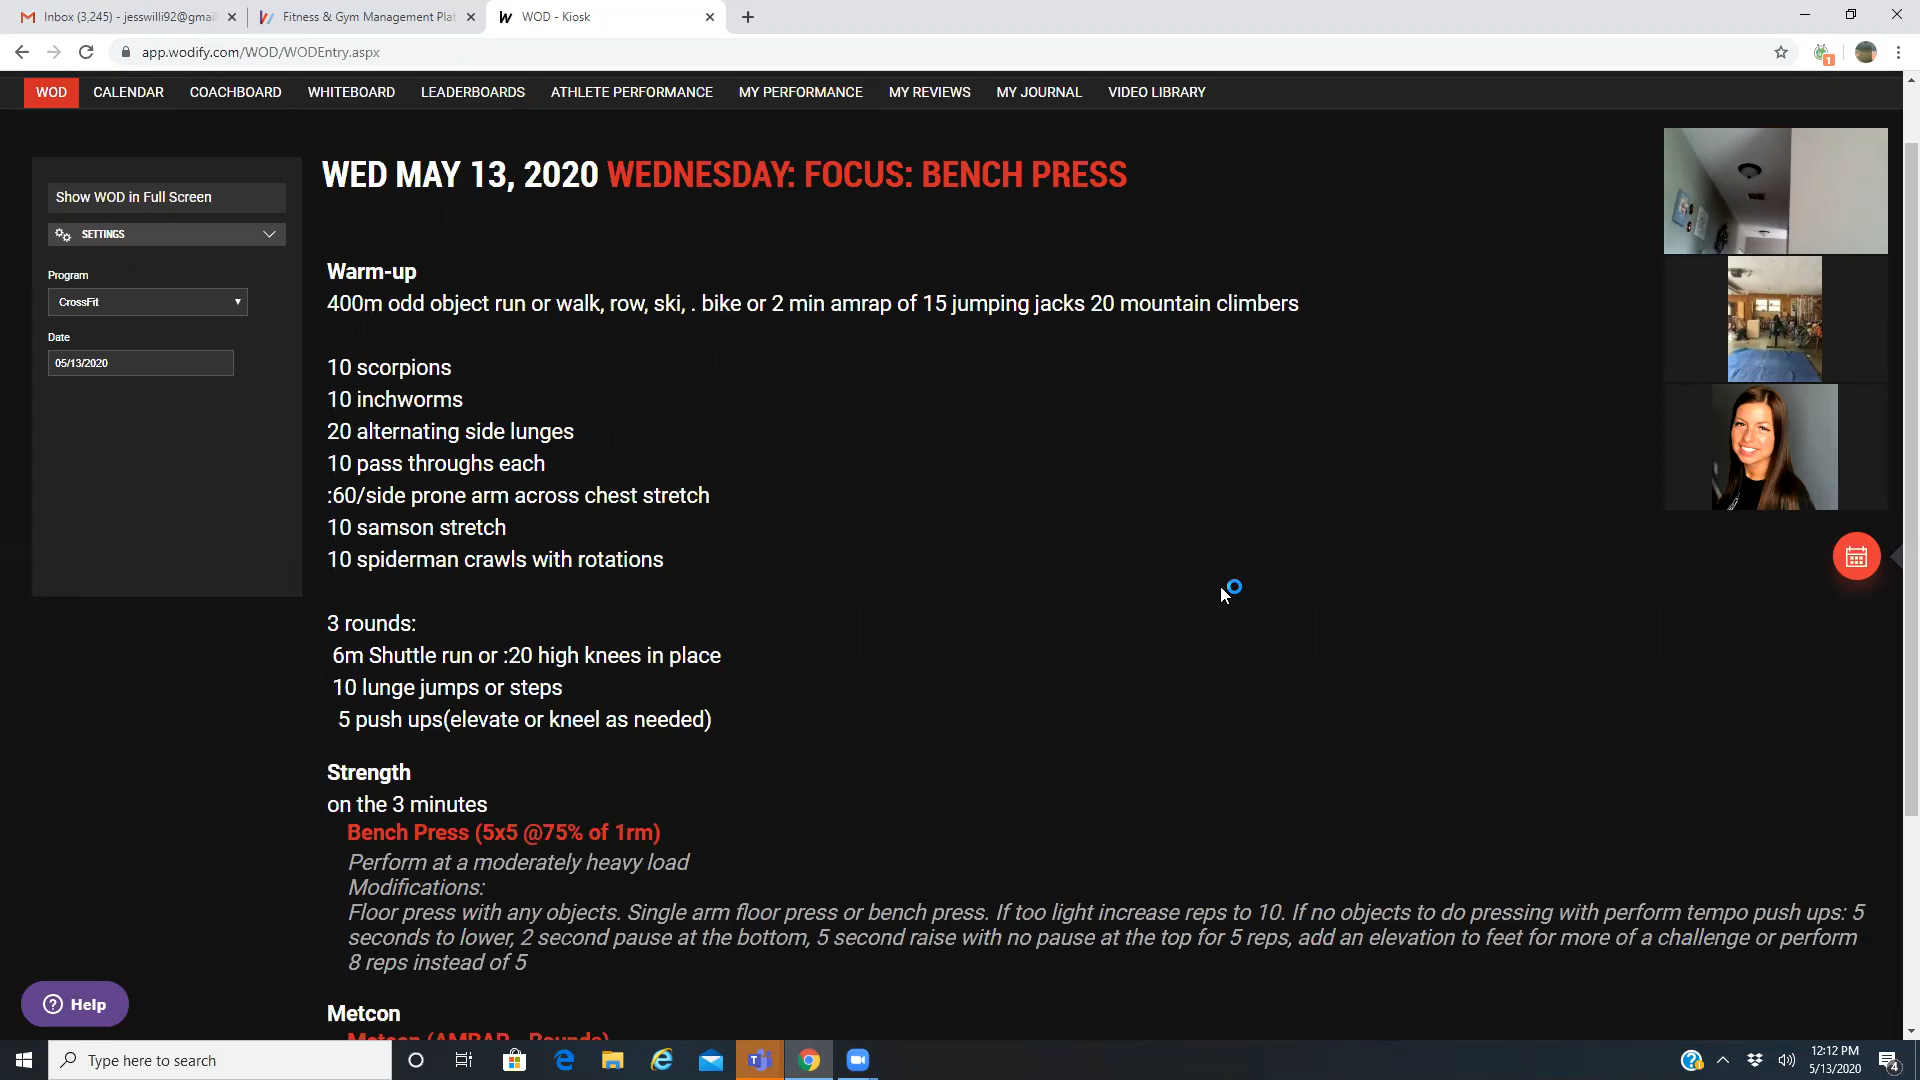 Inbox (3,245) - jesswilli92@gmai
Fitness & Gym Management Plat
WOD - Kiosk
app.wodify.com/WOD/WODEntry.aspx
1
WOD
CALENDAR
COACHBOARD
WHITEBOARD
LEADERBOARDS
ATHLETE PERFORMANCE
MY PERFORMANCE
MY REVIEWS
MY JOURNAL
VIDEO LIBRARY
Show WOD in Full Screen
SETTINGS
Program
CrossFit
Date
05/13/2020
WED MAY 13, 2020 WEDNESDAY: FOCUS: BENCH PRESS
Warm-up
400m odd object run or walk, row, ski, . bike or 2 min amrap of 15 jumping jacks 20 mountain climbers
10 scorpions
10 inchworms
20 alternating side lunges
10 pass throughs each
:60/side prone arm across chest stretch
10 samson stretch
10 spiderman crawls with rotations
3 rounds:
6m Shuttle run or :20 high knees in place
10 lunge jumps or steps
5 push ups(elevate or kneel as needed)
Strength
on the 3 minutes
Bench Press (5x5 @75% of 1rm)
Perform at a moderately heavy load
Modifications:
Floor press with any objects. Single arm floor press or bench press. If too light increase reps to 10. If no objects to do pressing with perform tempo push ups: 5
seconds to lower, 2 second pause at the bottom, 5 second raise with no pause at the top for 5 reps, add an elevation to feet for more of a challenge or perform
8 reps instead of 5
Metcon
Metcon (AMRAP - Rounds)
Help
Type here to search
12:12 PM
5/13/2020
4